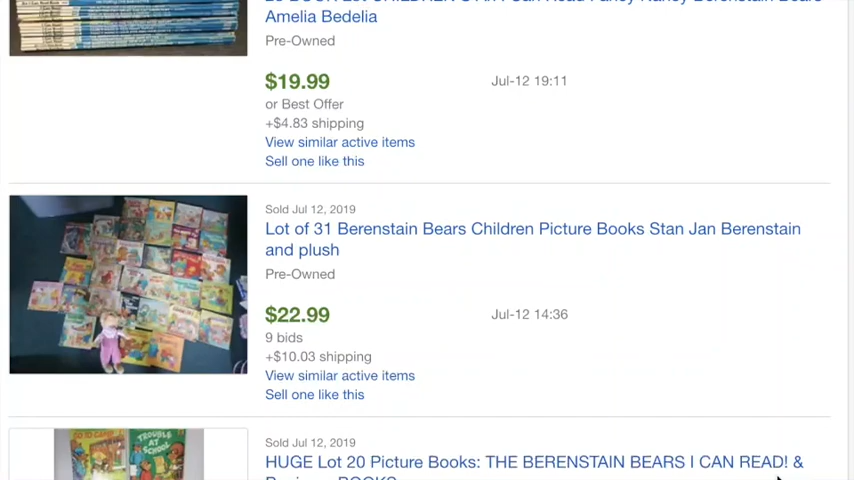 Amelia Bedelia
Pre-Owned
$19.99
Jul-12 19:11
or Best Offer
+$4.83 shipping
View similar active items
Sell one like this
Sold Jul 12, 2019
Lot of 31 Berenstain Bears Children Picture Books Stan Jan Berenstain
and plush
Pre-Owned
$22.99
Jul-12 14:36
9 bids
+$10.03 shipping
View similar active items
Sell one like this
TROUBLE AT
SCHOOL
Sold Jul 12, 2019
HUGE Lot 20 Picture Books: THE BERENSTAIN BEARS I CAN READ! &